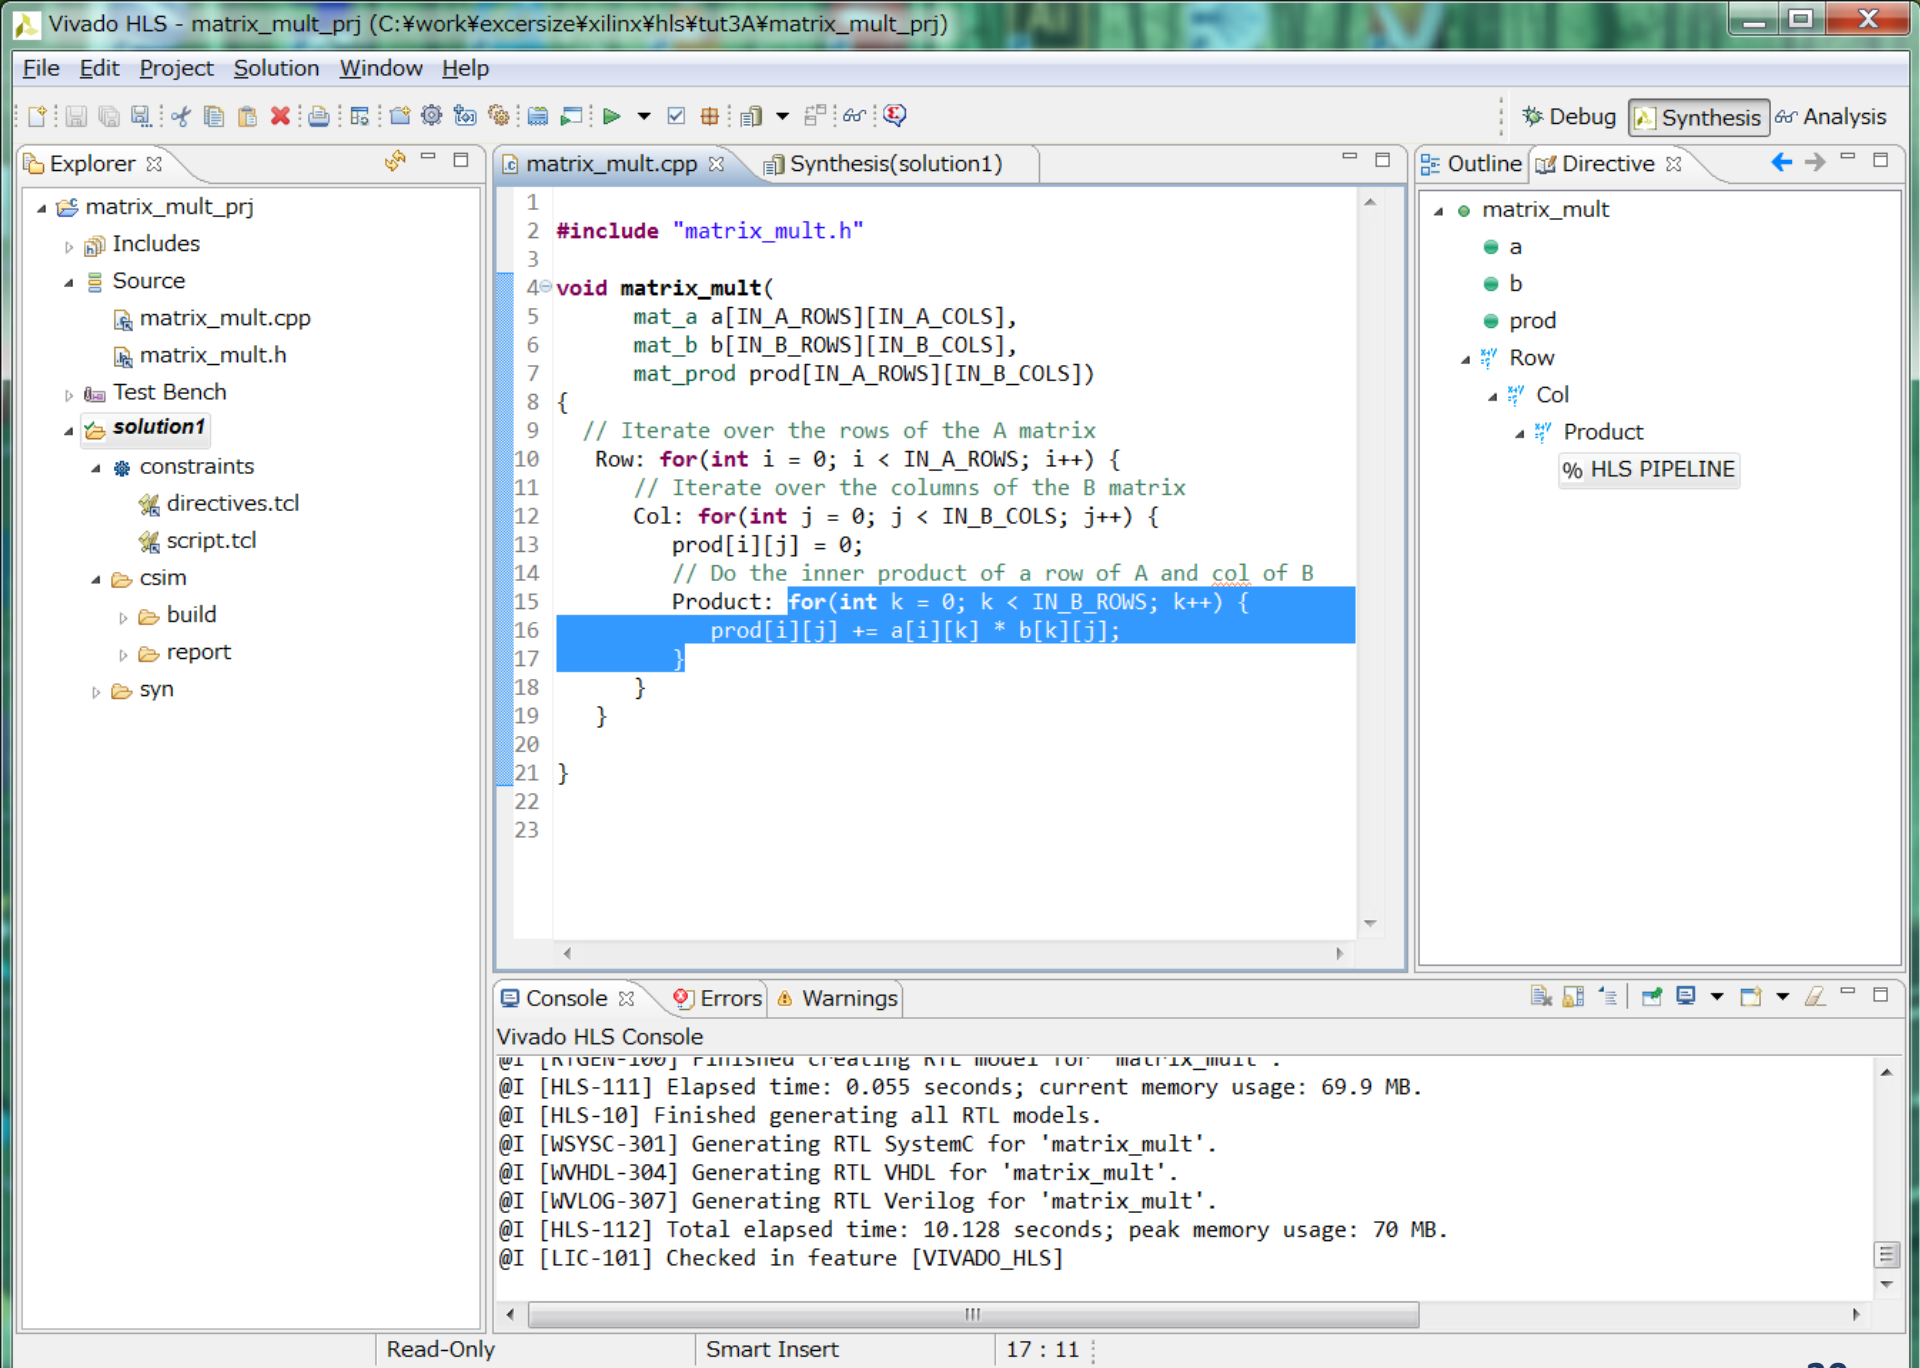 Vivado HLS - matrix_mult_prj (C:¥work¥excersize¥xilinx¥hls¥tut3A¥matrix_mult_prj)
File Edit Project Solution Window Help
Debug Synthesis Analysis
Explorer
matrix_mult_prj
Includes
Source
matrix_mult.cpp
matrix_mult.h
Test Bench
solution1
constraints
directives.tcl
script.tcl
csim
build
report
syn
matrix_mult.cpp Synthesis(solution1)
1
2 #include "matrix_mult.h"
3
4 void matrix_mult(
5 mat_a a[IN_A_ROWS][IN_A_COLS],
6 mat_b b[IN_B_ROWS][IN_B_COLS],
7 mat_prod prod[IN_A_ROWS][IN_B_COLS])
8 {
9 // Iterate over the rows of the A matrix
10 Row: for(int i = 0; i < IN_A_ROWS; i++) {
11 // Iterate over the columns of the B matrix
12 Col: for(int j = 0; j < IN_B_COLS; j++) {
13 prod[i][j] = 0;
14 // Do the inner product of a row of A and col of B
15 Product: for(int k = 0; k < IN_B_ROWS; k++) {
16 prod[i][j] += a[i][k] * b[k][j];
17 }
18 }
19 }
20
21 }
22
23
Outline Directive
matrix_mult
a
b
prod
Row
Col
Product
% HLS PIPELINE
Console Errors Warnings
Vivado HLS Console
@I [RTGEN-100] Finished creating RTL model for 'matrix_mult'.
@I [HLS-111] Elapsed time: 0.055 seconds; current memory usage: 69.9 MB.
@I [HLS-10] Finished generating all RTL models.
@I [WSYSC-301] Generating RTL SystemC for 'matrix_mult'.
@I [WVHDL-304] Generating RTL VHDL for 'matrix_mult'.
@I [WVLOG-307] Generating RTL Verilog for 'matrix_mult'.
@I [HLS-112] Total elapsed time: 10.128 seconds; peak memory usage: 70 MB.
@I [LIC-101] Checked in feature [VIVADO_HLS]
Read-Only Smart Insert 17 : 11